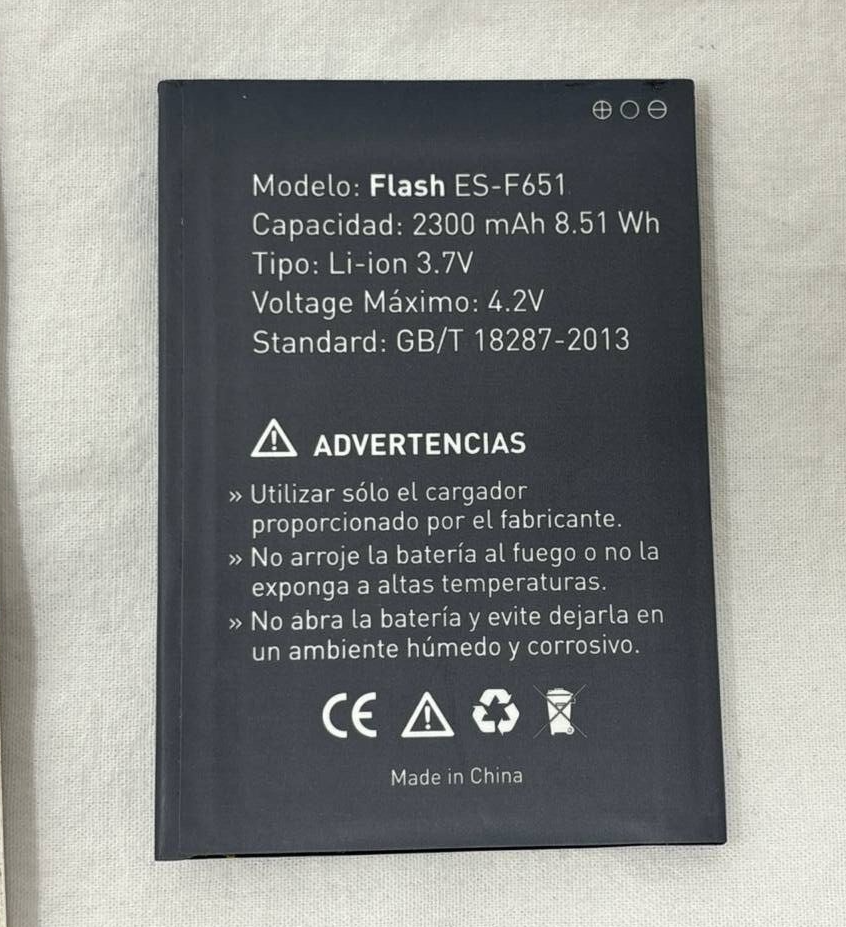 Modelo: Flash ES-F651
Capacidad: 2300 mAh 8.51 Wh
Tipo: Li-ion 3.7V
Voltage Máximo: 4.2V
Standard: GB/T 18287-2013
ADVERTENCIAS
» Utilizar sólo el cargador
proporcionado por el fabricante.
» No arroje la batería al fuego o no la
exponga a altas temperaturas.
» No abra la batería y evite dejarla en
un ambiente húmedo y corrosivo.
CE
Made in China